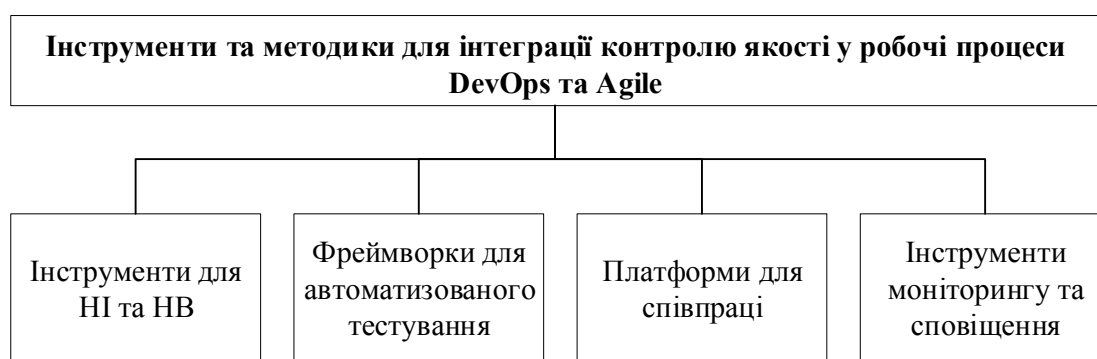 Інструменти та методики для інтеграції контролю якості у робочі процеси
DevOps та Agile
Інструменти для
НІ та НВ
Фреймворки для
автоматизованого
тестування
Платформи для
співпраці
Інструменти
моніторингу та
сповіщення